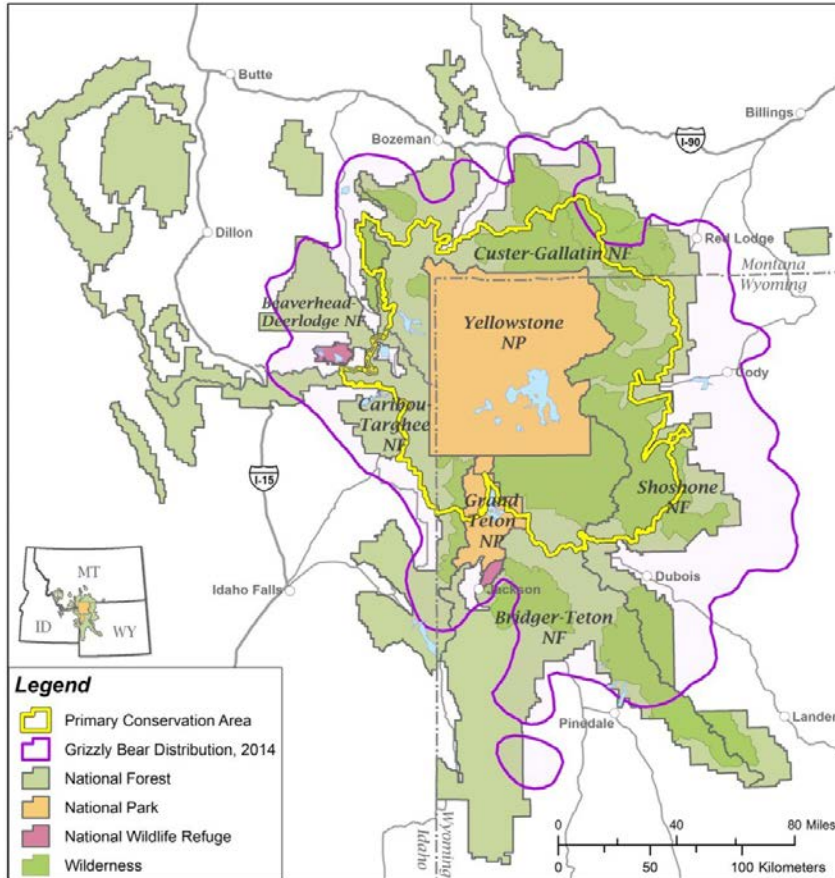 Butte
Billings
Bozeman
I-90
Dillon
Red Lodge
Custer-Gallatin NF
Montana
Wyoming
Beaverhead-
Deerlodge NF
Yellowstone
NP
Cody
Caribou-
Targhee
NF
I-15
Shoshone
NF
Grand
Teton
NP
Dubois
Idaho Falls
Jackson
Bridger-Teton
NF
MT
ID
WY
Legend
Primary Conservation Area
Grizzly Bear Distribution, 2014
National Forest
National Park
National Wildlife Refuge
Wilderness
Pinedale
Lander
Wyoming
Idaho
0 40 80 Miles
0 50 100 Kilometers